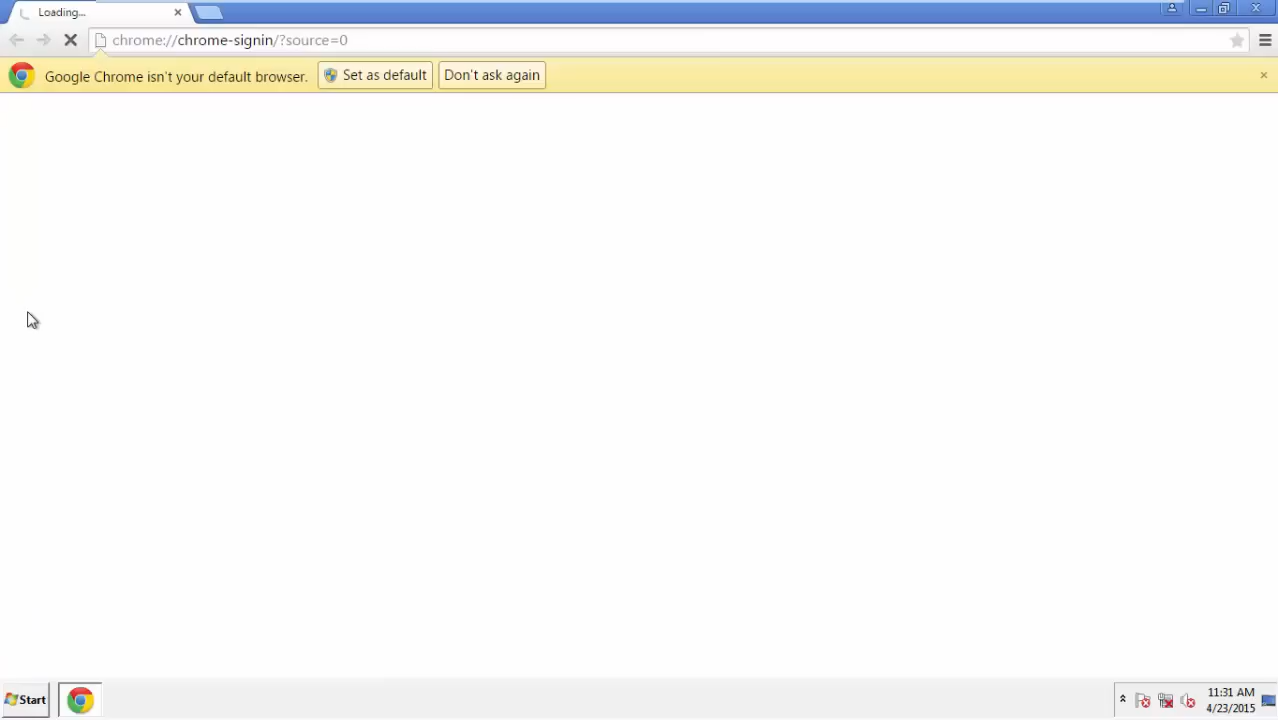 Loading...
chrome://chrome-signin/?source=0
Google Chrome isn't your default browser. Set as default Don't ask again
Start
11:31 AM
4/23/2015